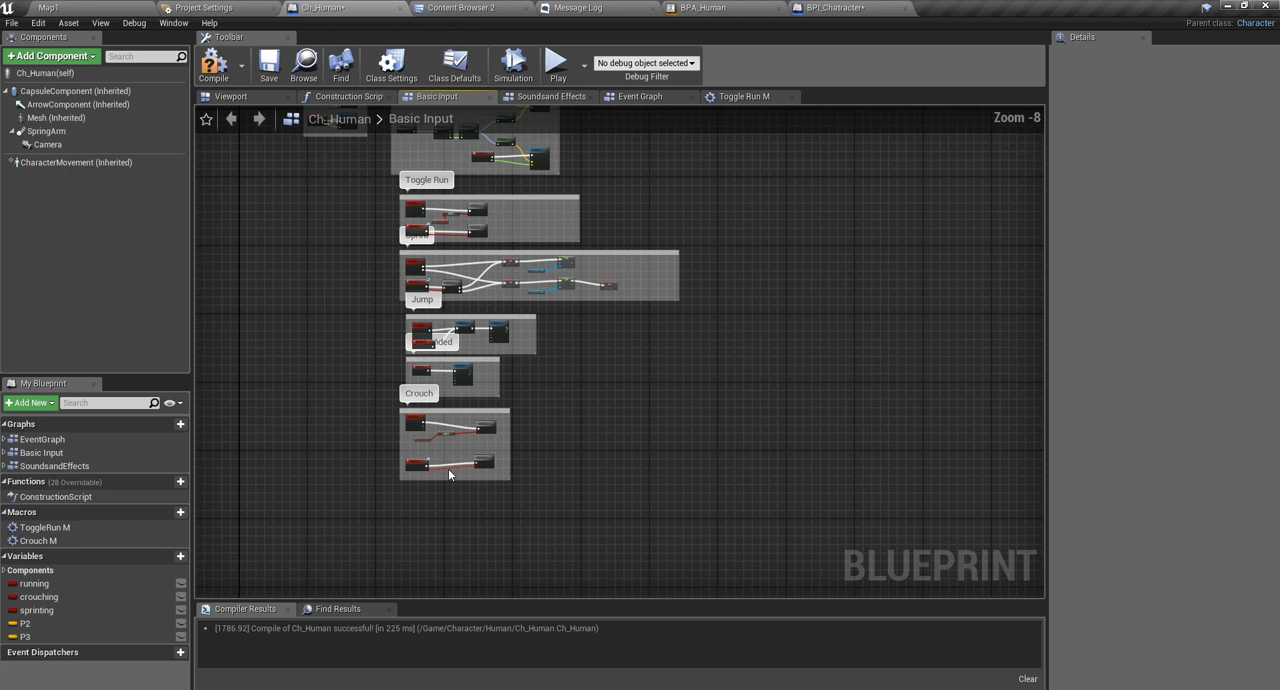 Map1
Project Settings
Ch_Human*
Content Browser 2
Message Log
BPA_Human
BPI_Chatracter*
File Edit Asset View Debug Window Help
Parent class: Character
Components
Toolbar
Details
+ Add Component
Search
Ch_Human(self)
CapsuleComponent (Inherited)
ArrowComponent (Inherited)
Mesh (Inherited)
SpringArm
Camera
CharacterMovement (Inherited)
Compile
Save
Browse
Find
Class Settings
Class Defaults
Simulation
Play
No debug object selected
Debug Filter
Viewport
Construction Scrip
Basic Input
Soundsand Effects
Event Graph
Toggle Run M
Ch_Human > Basic Input
Zoom -8
Toggle Run
Jump
Crouch
BLUEPRINT
My Blueprint
+ Add New
Search
Graphs
EventGraph
Basic Input
SoundsandEffects
Functions (28 Overridable)
ConstructionScript
Macros
ToggleRun M
Crouch M
Variables
Components
running
crouching
sprinting
P2
P3
Event Dispatchers
Compiler Results
Find Results
[1786.92] Compile of Ch_Human successful! [in 225 ms] (/Game/Character/Human/Ch_Human.Ch_Human)
Clear